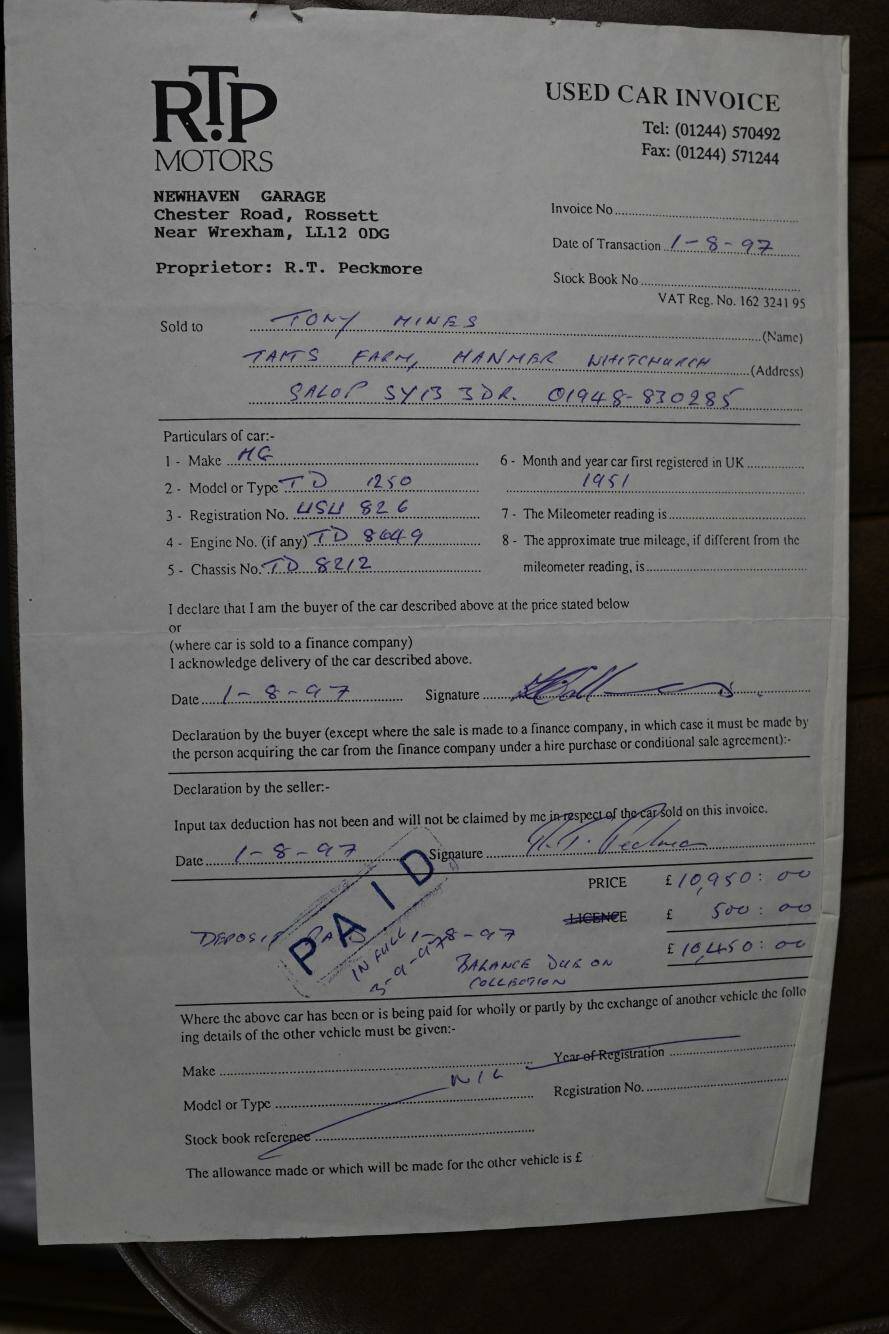 RTP
MOTORS
USED CAR INVOICE
Tel: (01244) 570492
Fax: (01244) 571244
NEWHAVEN GARAGE
Chester Road, Rossett
Near Wrexham, LL12 0DG
Proprietor: R.T. Peckmore
Invoice No
Date of Transaction 1-8-97
Stock Book No
VAT Reg. No. 162 3241 95
Sold to TONY MINES (Name)
FARM, HANMER WHITCHURCH (Address)
SALOP SY13 3DR. 01948-830285
Particulars of car:-
1 - Make MG
2 - Model or Type TD 1250
3 - Registration No. USU 826
4 - Engine No. (if any) TD 8649
5 - Chassis No. TD 8212
6 - Month and year car first registered in UK
1951
7 - The Mileometer reading is
8 - The approximate true mileage, if different from the
mileometer reading, is
I declare that I am the buyer of the car described above at the price stated below
or
(where car is sold to a finance company)
I acknowledge delivery of the car described above.
Date 1-8-97 Signature
Declaration by the buyer (except where the sale is made to a finance company, in which case it must be made by
the person acquiring the car from the finance company under a hire purchase or conditional sale agreement):-
Declaration by the seller:-
Input tax deduction has not been and will not be claimed by me in respect of the car sold on this invoice.
Date 1-8-97 Signature
PRICE £10,950:00
LICENCE £ 500:00
DEPOSIT PAID 1-8-97
£10,450:00
PAID
IN FULL
5-9-97
BALANCE DUE ON
COLLECTION
Where the above car has been or is being paid for wholly or partly by the exchange of another vehicle the follo
ing details of the other vehicle must be given:-
Make
Year of Registration
NIL
Model or Type
Registration No.
Stock book reference
The allowance made or which will be made for the other vehicle is £